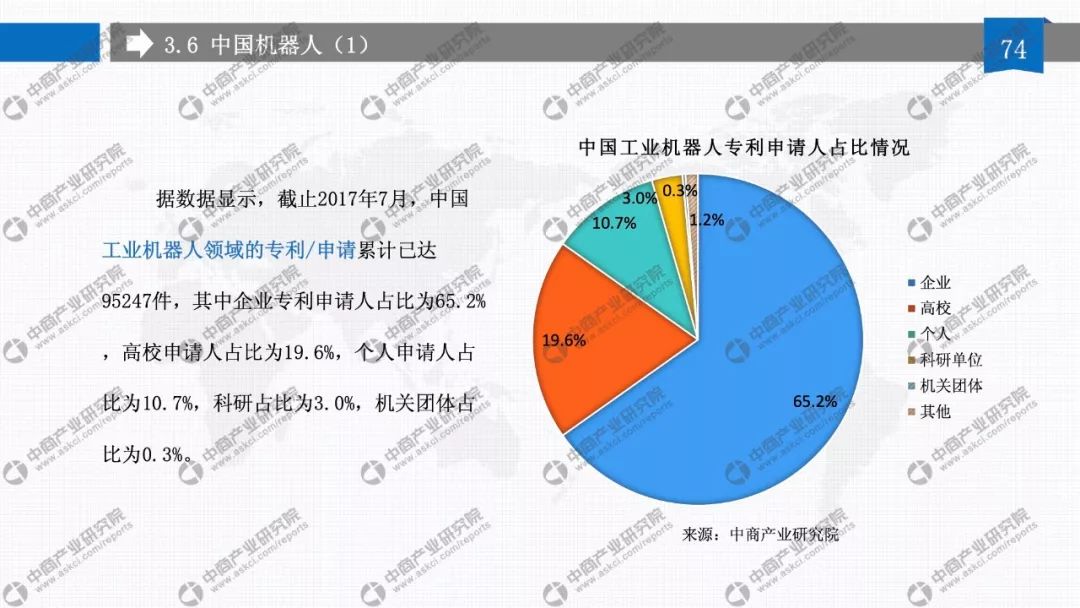 3.6 中国机器人（1）
74
据数据显示，截止2017年7月，中国
工业机器人领域的专利/申请累计已达
95247件，其中企业专利申请人占比为65.2%
，高校申请人占比为19.6%，个人申请人占
比为10.7%，科研占比为3.0%，机关团体占
比为0.3%。
中国工业机器人专利申请人占比情况
3.0%
0.3%
1.2%
10.7%
19.6%
65.2%
企业
高校
个人
科研单位
机关团体
其他
来源：中商产业研究院
中商产业研究院
www.askci.com/reports